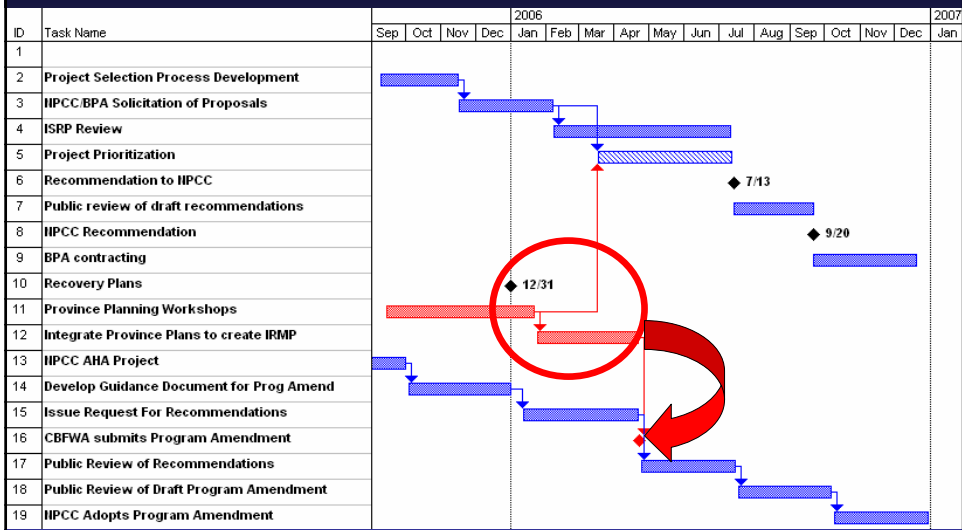 2006 2007
ID Task Name Sep Oct Nov Dec Jan Feb Mar Apr May Jun Jul Aug Sep Oct Nov Dec Jan
1
2 Project Selection Process Development
3 NPCC/BPA Solicitation of Proposals
4 ISRP Review
5 Project Prioritization
6 Recommendation to NPCC 7/13
7 Public review of draft recommendations
8 NPCC Recommendation 9/20
9 BPA contracting
10 Recovery Plans 12/31
11 Province Planning Workshops
12 Integrate Province Plans to create IRMP
13 NPCC AHA Project
14 Develop Guidance Document for Prog Amend
15 Issue Request For Recommendations
16 CBFWA submits Program Amendment
17 Public Review of Recommendations
18 Public Review of Draft Program Amendment
19 NPCC Adopts Program Amendment